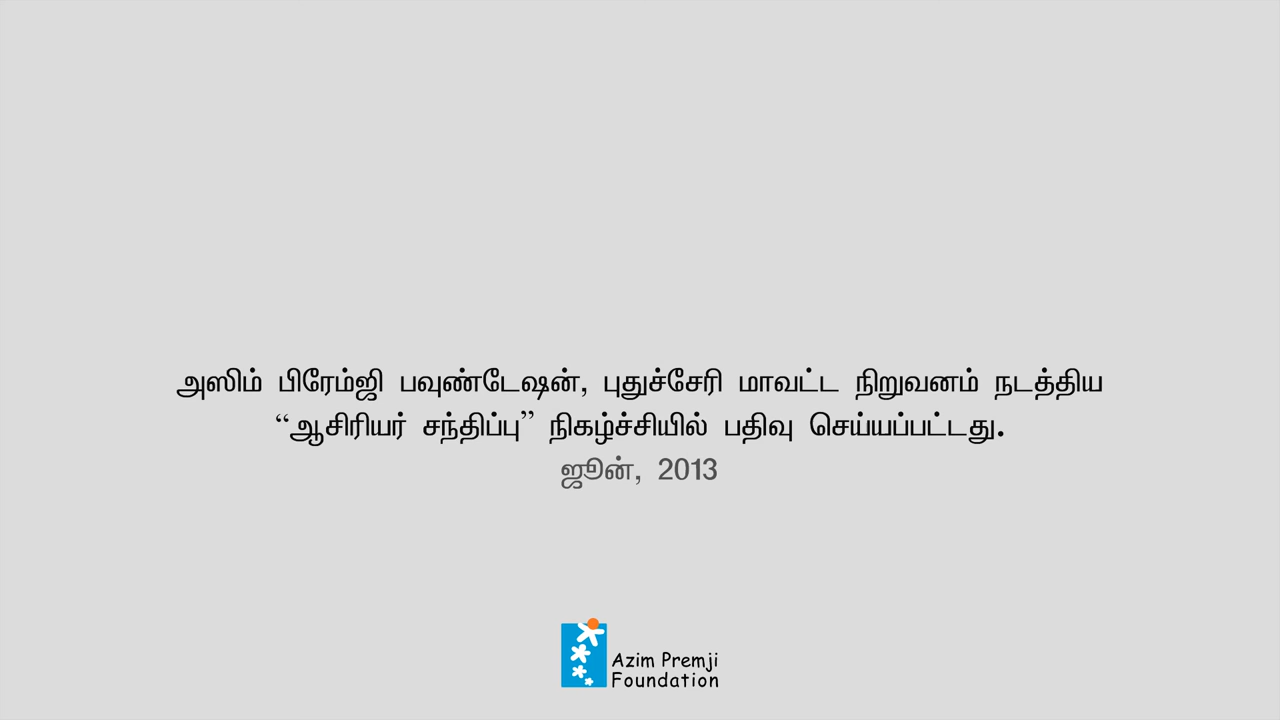 அஸிம் பிரேம்ஜி பவுண்டேஷன், புதுச்சேரி மாவட்ட நிறுவனம் நடத்திய
“ஆசிரியர் சந்திப்பு” நிகழ்ச்சியில் பதிவு செய்யப்பட்டது.
ஜூன், 2013
Azim Premji
Foundation